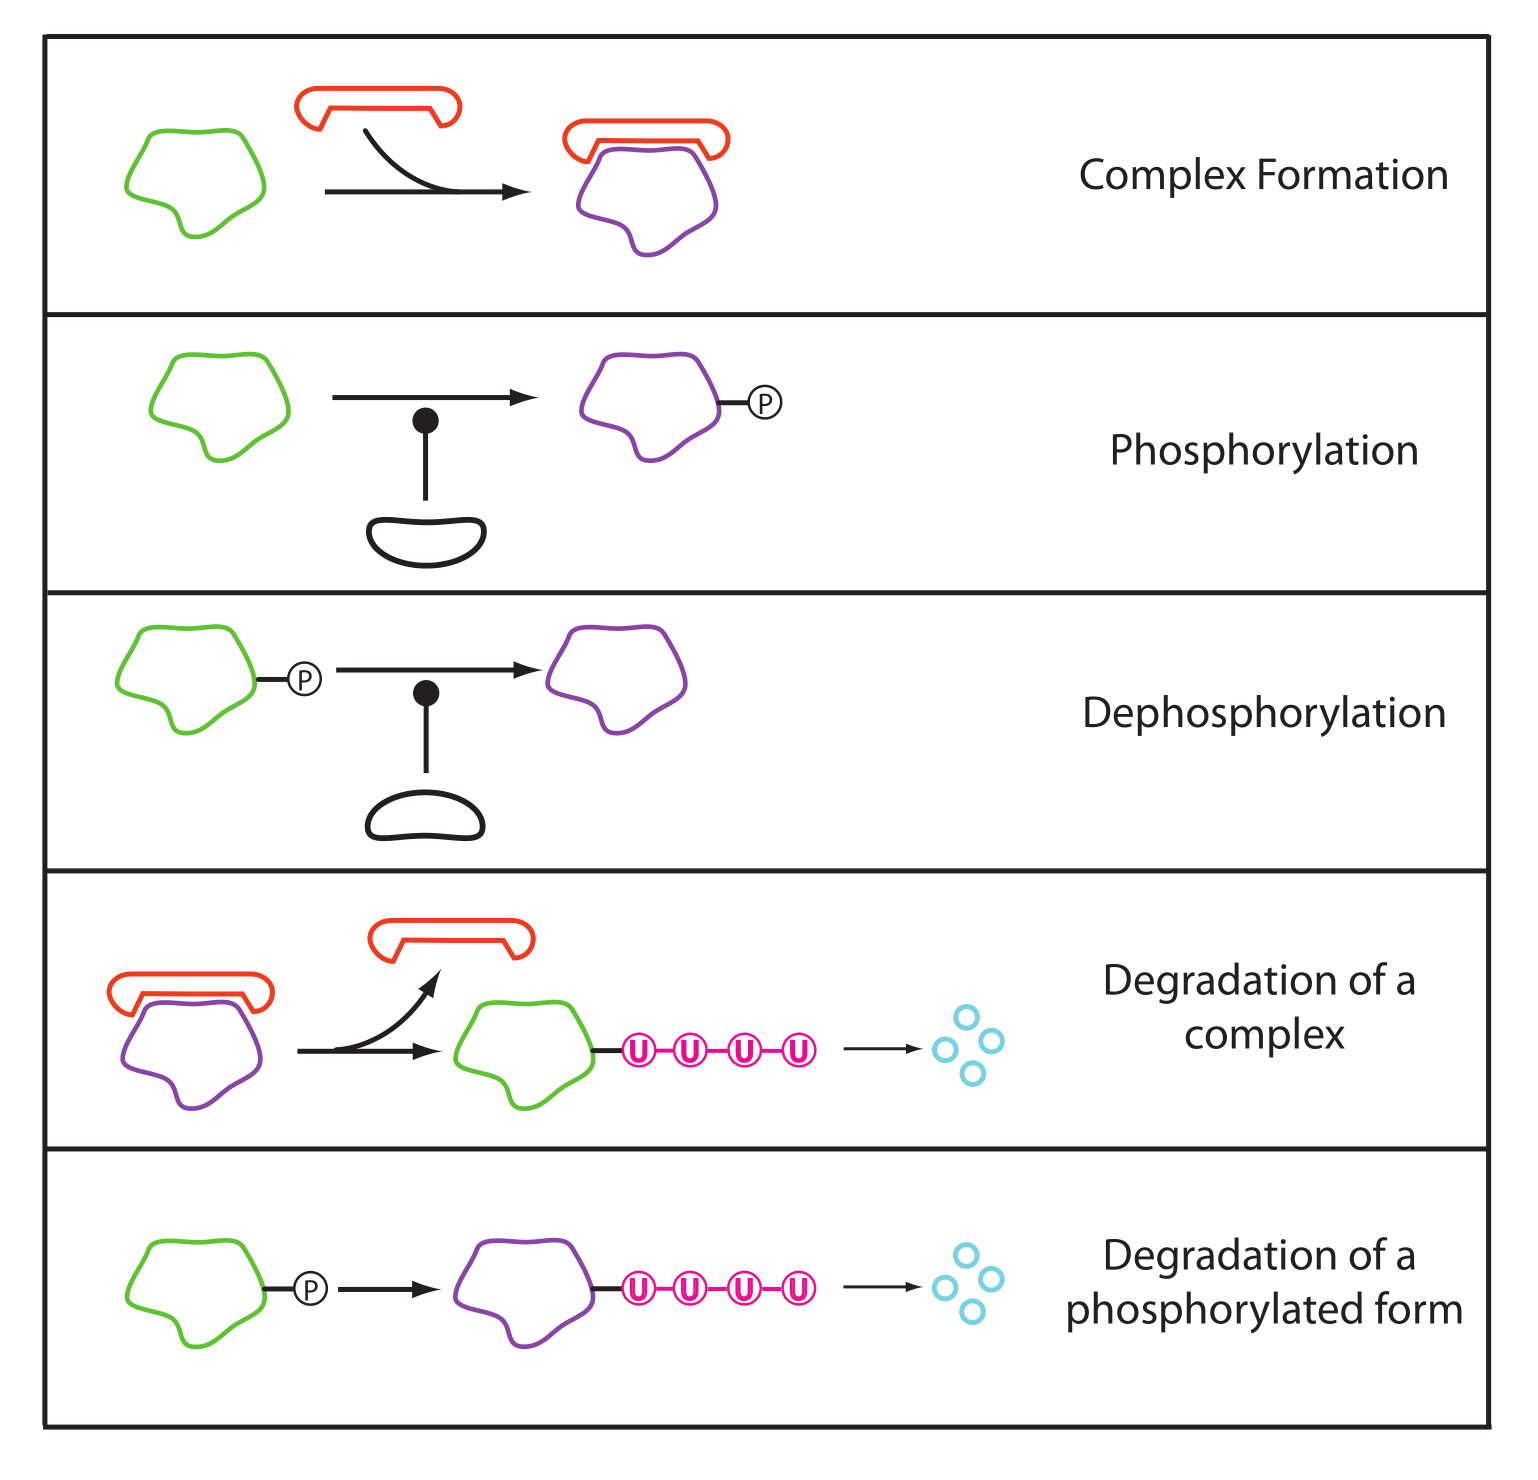 Complex Formation
P
Phosphorylation
P
Dephosphorylation
Degradation of a
complex
U U U U
Degradation of a
phosphorylated form
P
U U U U